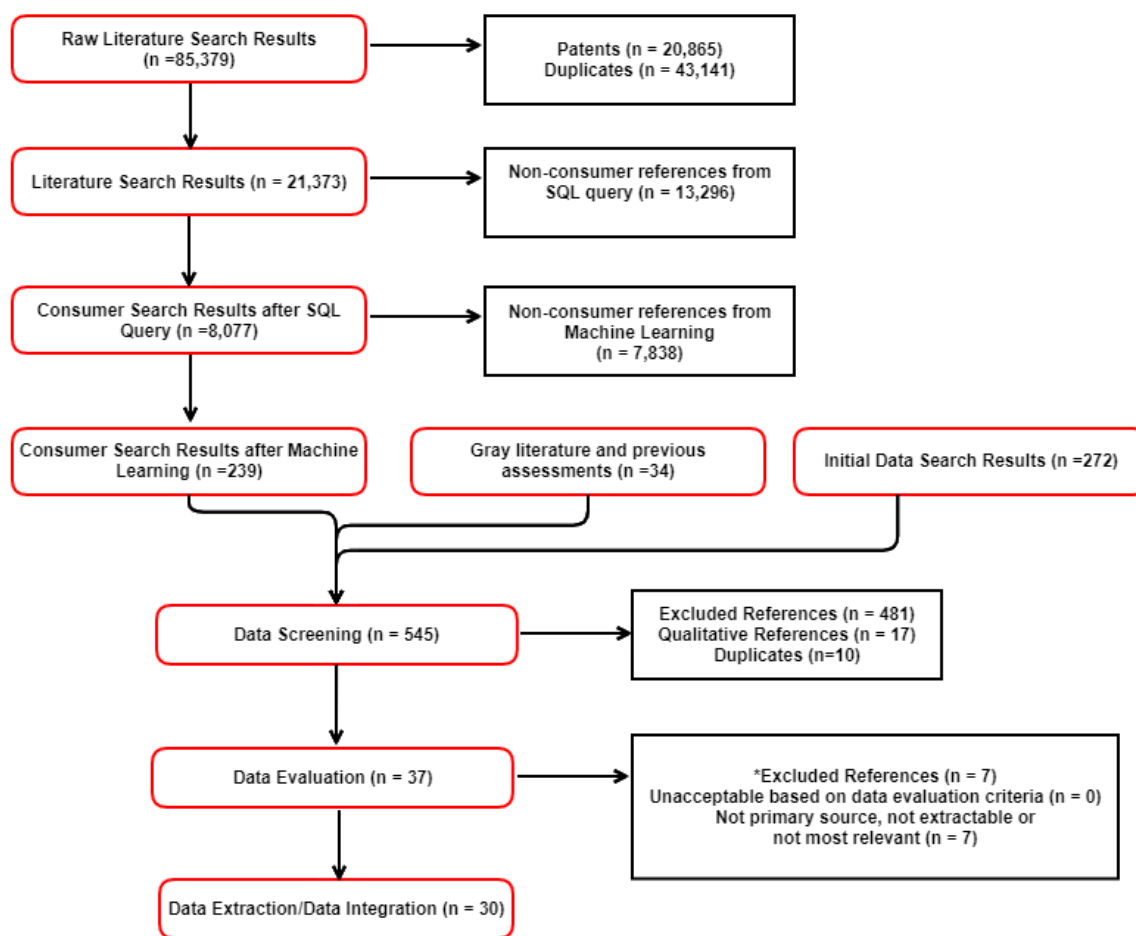 Raw Literature Search Results
(n =85,379)
Patents (n = 20,865)
Duplicates (n = 43,141)
Literature Search Results (n = 21,373)
Non-consumer references from
SQL query (n = 13,296)
Consumer Search Results after SQL
Query (n =8,077)
Non-consumer references from
Machine Learning
(n = 7,838)
Consumer Search Results after Machine
Learning (n =239)
Gray literature and previous
assessments (n =34)
Initial Data Search Results (n =272)
Data Screening (n = 545)
Excluded References (n = 481)
Qualitative References (n = 17)
Duplicates (n=10)
Data Evaluation (n = 37)
*Excluded References (n = 7)
Unacceptable based on data evaluation criteria (n = 0)
Not primary source, not extractable or
not most relevant (n = 7)
Data Extraction/Data Integration (n = 30)